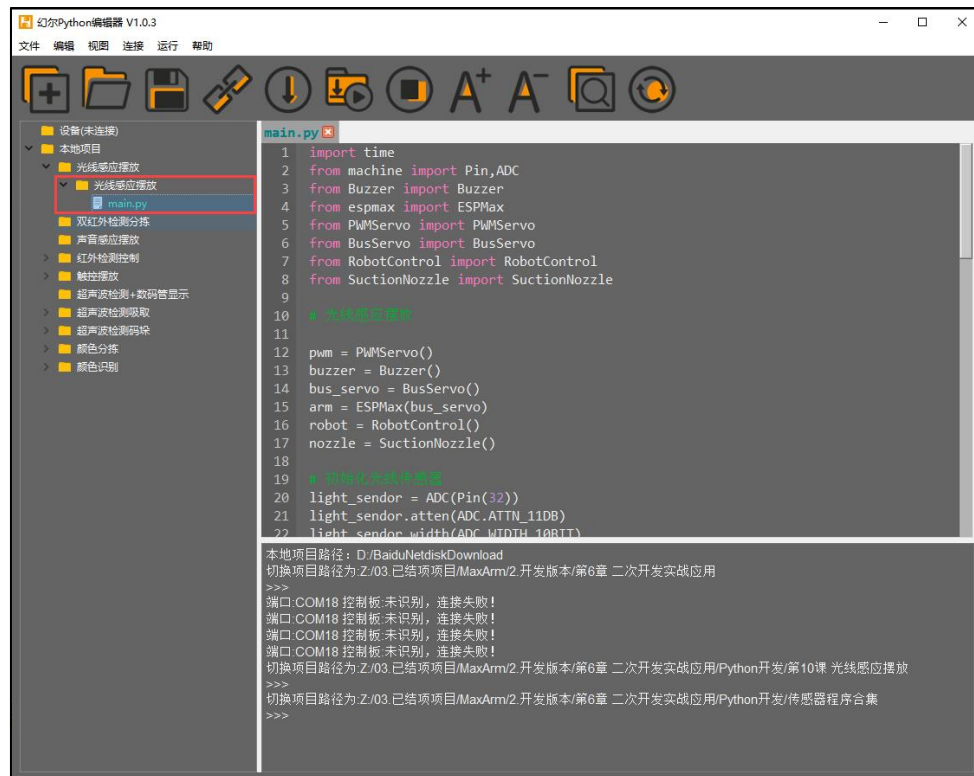 幻尔Python编辑器 V1.0.3
文件 编辑 视图 连接 运行 帮助
设备(未连接)
本地项目
光线感应摆放
光线感应摆放
main.py
双红外检测分拣
声音感应摆放
红外检测控制
触控摆放
超声波检测+数码管显示
超声波检测吸取
超声波检测码垛
颜色分拣
颜色识别
main.py
1 import time
2 from machine import Pin,ADC
3 from Buzzer import Buzzer
4 from espmax import ESPMax
5 from PWMServo import PWMServo
6 from BusServo import BusServo
7 from RobotControl import RobotControl
8 from SuctionNozzle import SuctionNozzle
9
10 # 光线感应摆放
11
12 pwm = PWMServo()
13 buzzer = Buzzer()
14 bus_servo = BusServo()
15 arm = ESPMax(bus_servo)
16 robot = RobotControl()
17 nozzle = SuctionNozzle()
18
19 # 初始化光线传感器
20 light_sendor = ADC(Pin(32))
21 light_sendor.atten(ADC.ATTN_11DB)
22 light_sendor.width(ADC.WIDTH_10BIT)
本地项目路径：D:/BaiduNetdiskDownload
切换项目路径为:Z:/03.已结项项目/MaxArm/2.开发版本/第6章 二次开发实战应用
>>>
端口:COM18 控制板:未识别，连接失败！
端口:COM18 控制板:未识别，连接失败！
端口:COM18 控制板:未识别，连接失败！
端口:COM18 控制板:未识别，连接失败！
切换项目路径为:Z:/03.已结项项目/MaxArm/2.开发版本/第6章 二次开发实战应用/Python开发/第10课 光线感应摆放
>>>
切换项目路径为:Z:/03.已结项项目/MaxArm/2.开发版本/第6章 二次开发实战应用/Python开发/传感器程序合集
>>>